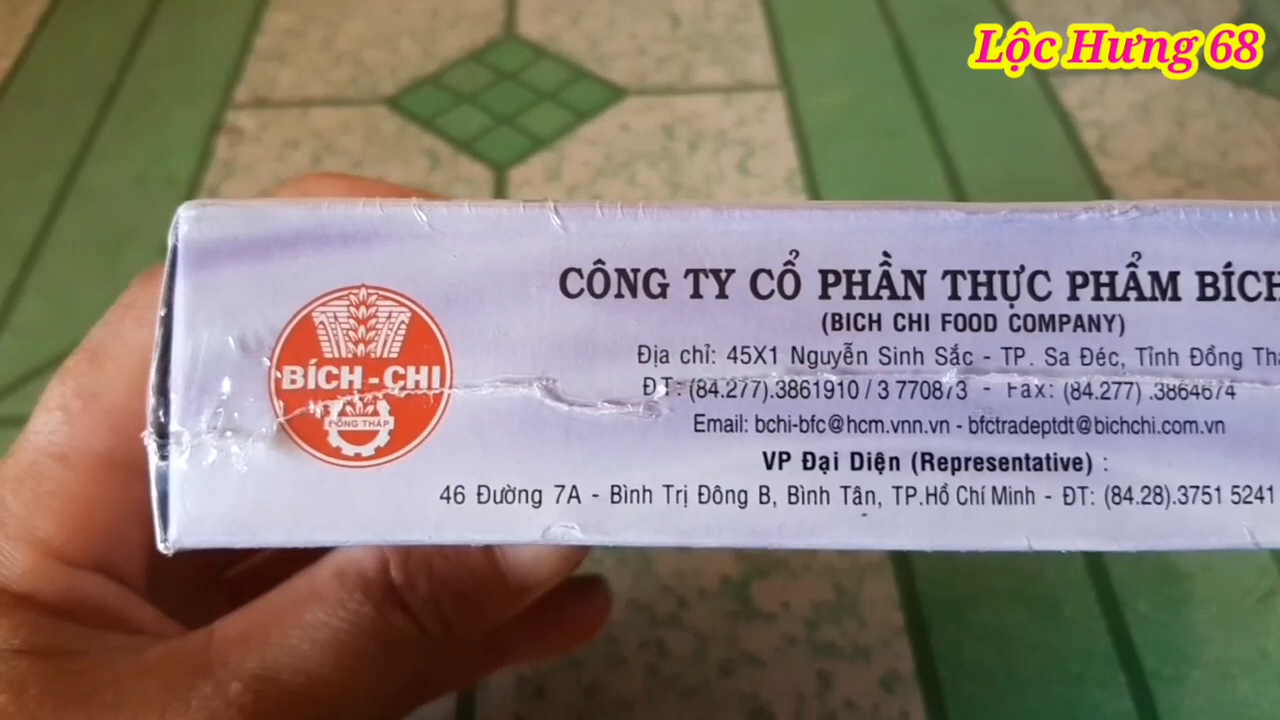 Lộc Hưng 68
CÔNG TY CỔ PHẦN THỰC PHẨM BÍCH
(BICH CHI FOOD COMPANY)
Địa chỉ: 45X1 Nguyễn Sinh Sắc - TP. Sa Đéc, Tỉnh Đồng Thá
BÍCH-CHI
ĐT: (84.277).3861910 / 3 770873 - Fax: (84.277) .3864674
ĐỒNG THÁP
Email: bchi-bfc@hcm.vnn.vn - bfctradeptdt@bichchi.com.vn
VP Đại Diện (Representative) :
46 Đường 7A - Bình Trị Đông B, Bình Tân, TP.Hồ Chí Minh - ĐT: (84.28).3751 5241